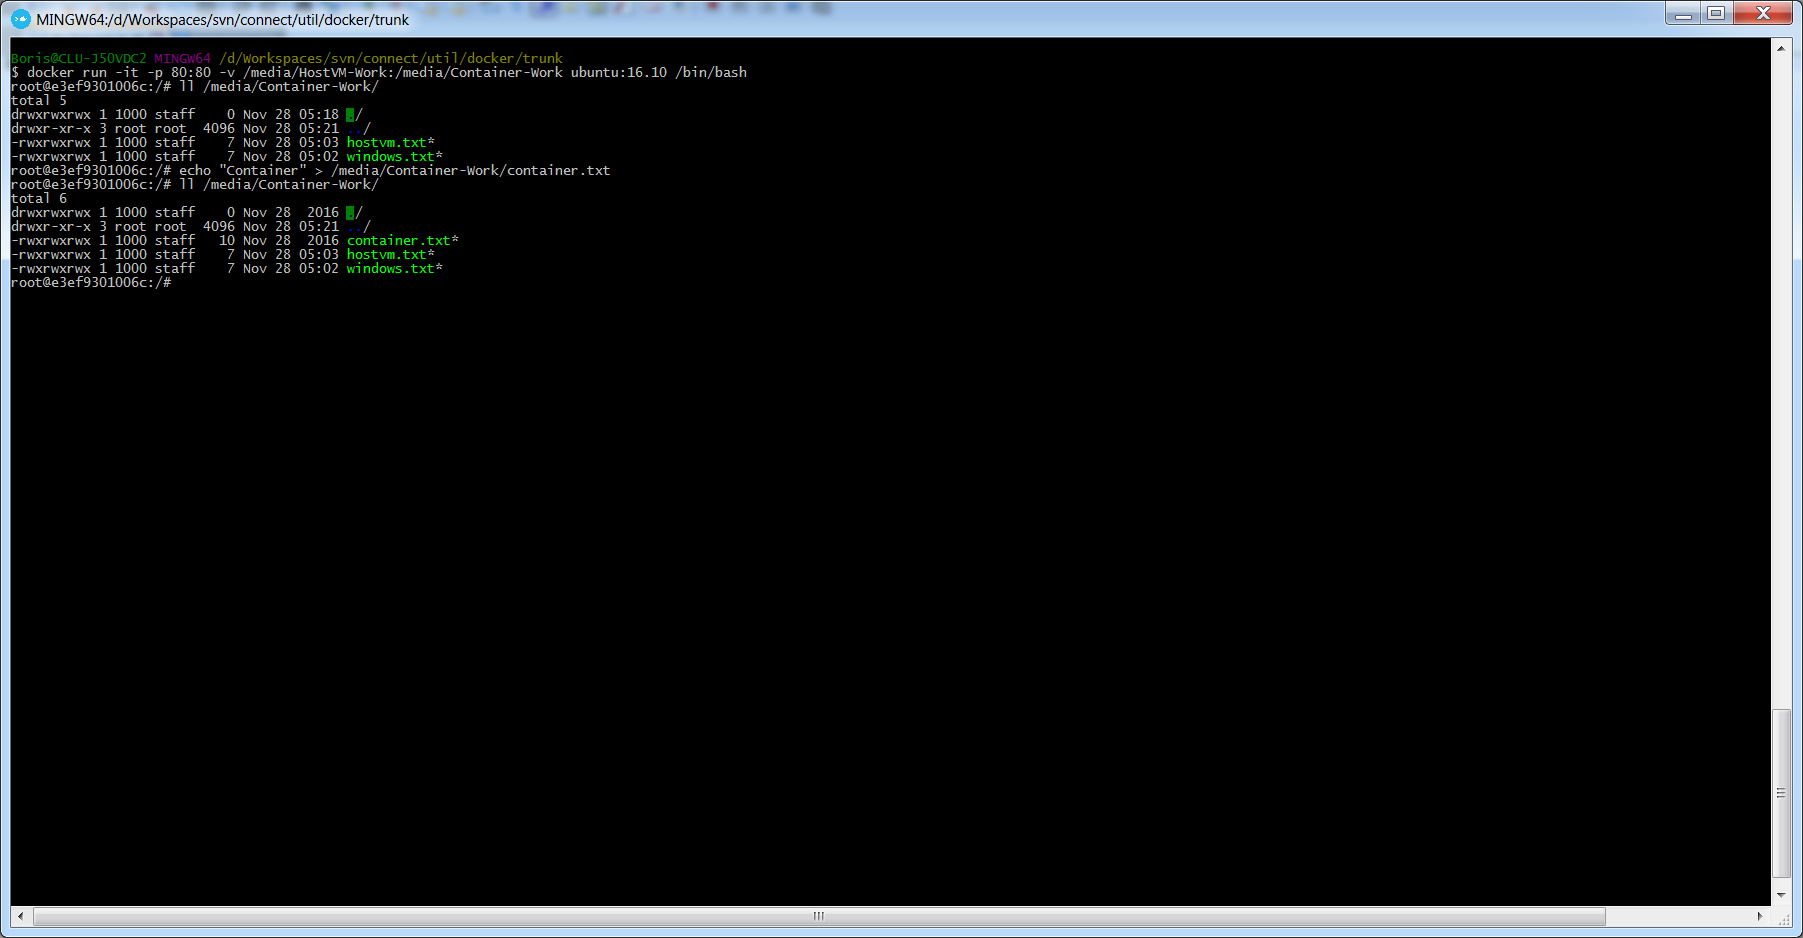 MINGW64:/d/Workspaces/svn/connect/util/docker/trunk
Boris@CLU-J5OVDC2 MINGW64 /d/Workspaces/svn/connect/util/docker/trunk
$ docker run -it -p 80:80 -v /media/HostVM-Work:/media/Container-Work ubuntu:16.10 /bin/bash
root@e3ef9301006c:/# ll /media/Container-Work/
total 5
drwxrwxrwx 1 1000 staff    0 Nov 28 05:18 ./
drwxr-xr-x 3 root root  4096 Nov 28 05:21 ../
-rwxrwxrwx 1 1000 staff    7 Nov 28 05:03 hostvm.txt*
-rwxrwxrwx 1 1000 staff    7 Nov 28 05:02 windows.txt*
root@e3ef9301006c:/# echo "Container" > /media/Container-Work/container.txt
root@e3ef9301006c:/# ll /media/Container-Work/
total 6
drwxrwxrwx 1 1000 staff    0 Nov 28  2016 ./
drwxr-xr-x 3 root root  4096 Nov 28 05:21 ../
-rwxrwxrwx 1 1000 staff   10 Nov 28  2016 container.txt*
-rwxrwxrwx 1 1000 staff    7 Nov 28 05:03 hostvm.txt*
-rwxrwxrwx 1 1000 staff    7 Nov 28 05:02 windows.txt*
root@e3ef9301006c:/#